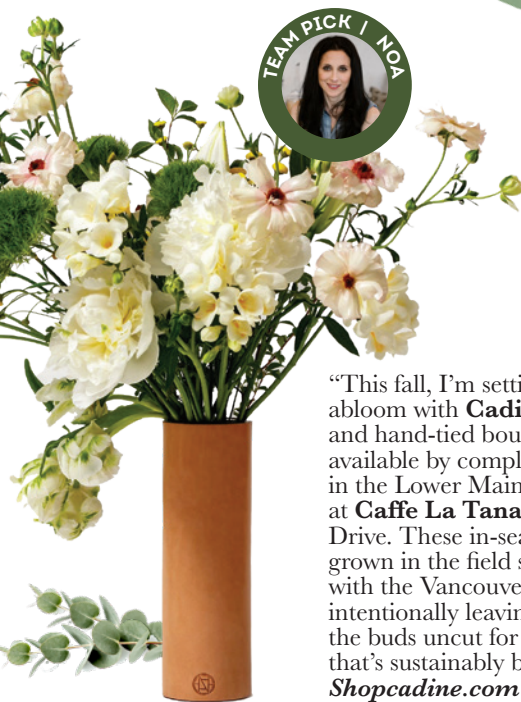 TEAM PICK | NOA
“This fall, I’m setti
abloom with Cadi
and hand-tied bou
available by compl
in the Lower Main
at Caffe La Tana
Drive. These in-sea
grown in the field s
with the Vancouve
intentionally leavin
the buds uncut for
that’s sustainably b
Shopcadine.com